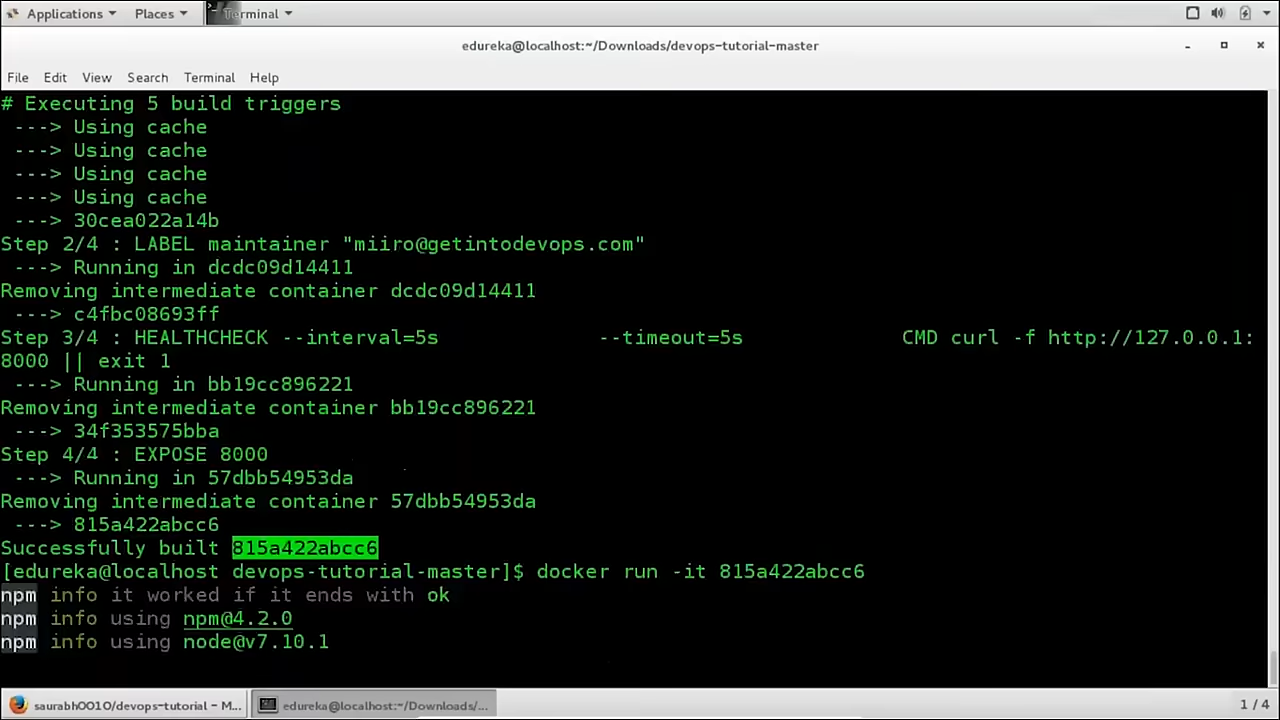 Applications Places Terminal
edureka@localhost:~/Downloads/devops-tutorial-master
File Edit View Search Terminal Help
# Executing 5 build triggers
---> Using cache
---> Using cache
---> Using cache
---> Using cache
---> 30cea022a14b
Step 2/4 : LABEL maintainer "miiro@getintodevops.com"
---> Running in dcdc09d14411
Removing intermediate container dcdc09d14411
---> c4fbc08693ff
Step 3/4 : HEALTHCHECK --interval=5s --timeout=5s CMD curl -f http://127.0.0.1:
8000 || exit 1
---> Running in bb19cc896221
Removing intermediate container bb19cc896221
---> 34f353575bba
Step 4/4 : EXPOSE 8000
---> Running in 57dbb54953da
Removing intermediate container 57dbb54953da
---> 815a422abcc6
Successfully built 815a422abcc6
[edureka@localhost devops-tutorial-master]$ docker run -it 815a422abcc6
npm info it worked if it ends with ok
npm info using npm@4.2.0
npm info using node@v7.10.1
saurabh0010/devops-tutorial - M... edureka@localhost:~/Downloads/... 1 / 4